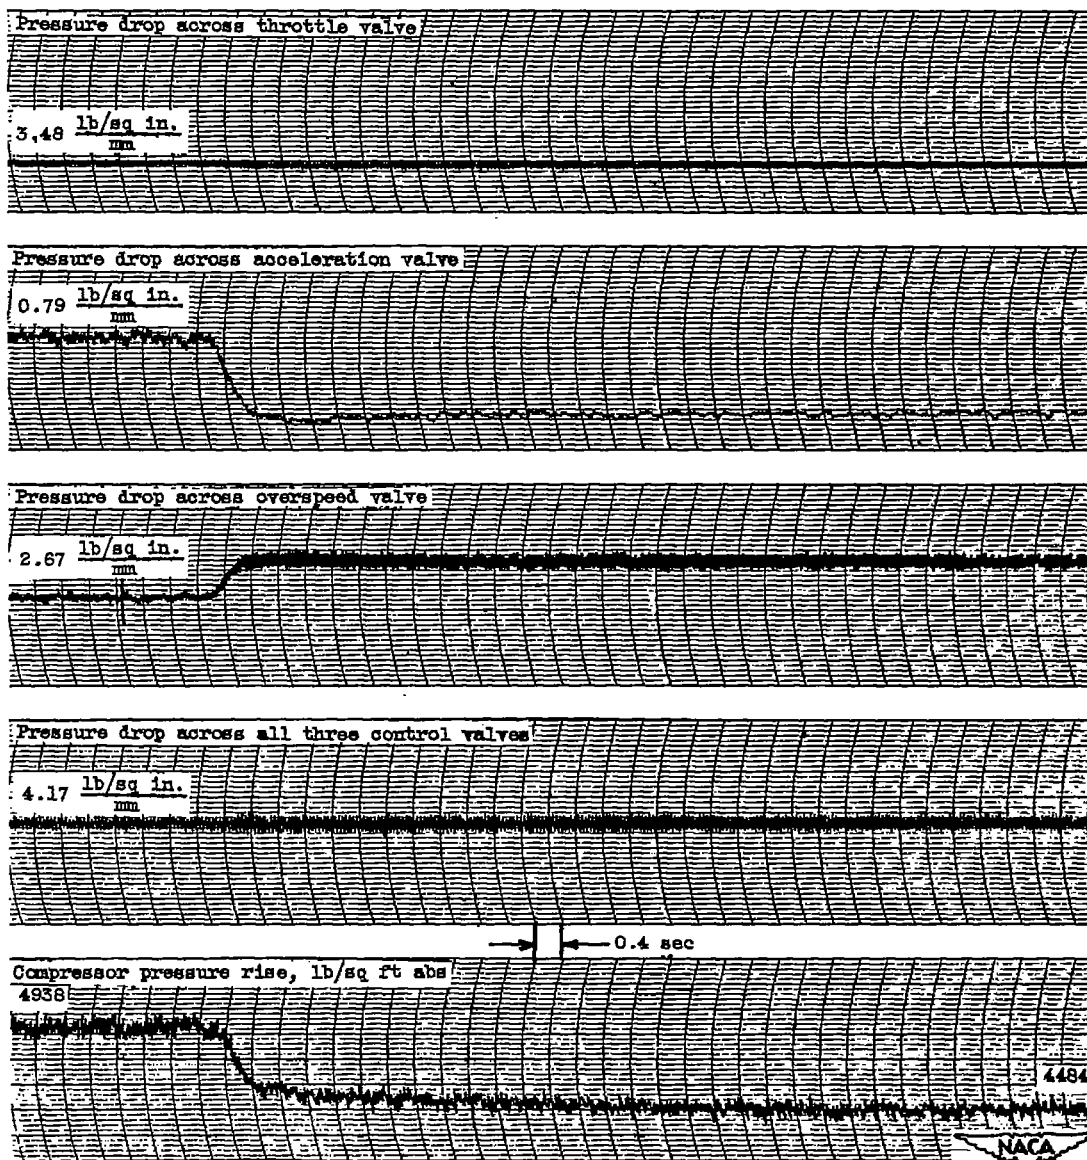 Pressure drop across throttle valve
3.48 lb/sq in.
mm
Pressure drop across acceleration valve
0.79 lb/sq in.
mm
Pressure drop across overspeed valve
2.67 lb/sq in.
mm
Pressure drop across all three control valves
4.17 lb/sq in.
mm
0.4 sec
Compressor pressure rise, lb/sq ft abs
4938
4484
NACA